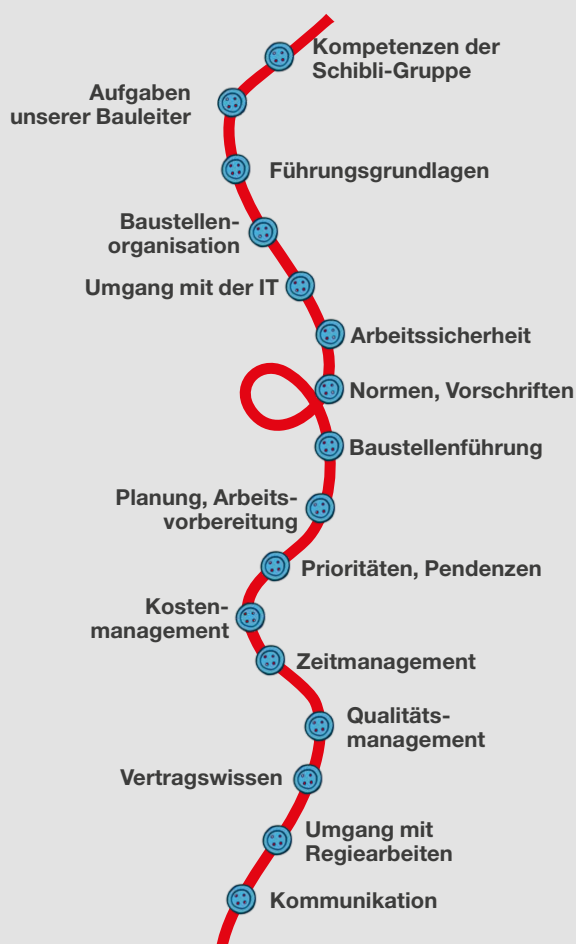 Kompetenzen der
Schibli-Gruppe
Aufgaben
unserer Bauleiter
Führungsgrundlagen
Baustellen-
organisation
Umgang mit der IT
Arbeitssicherheit
Normen, Vorschriften
Baustellenführung
Planung, Arbeits-
vorbereitung
Prioritäten, Pendenzen
Kosten-
management
Zeitmanagement
Qualitäts-
management
Vertragswissen
Umgang mit
Regiearbeiten
Kommunikation